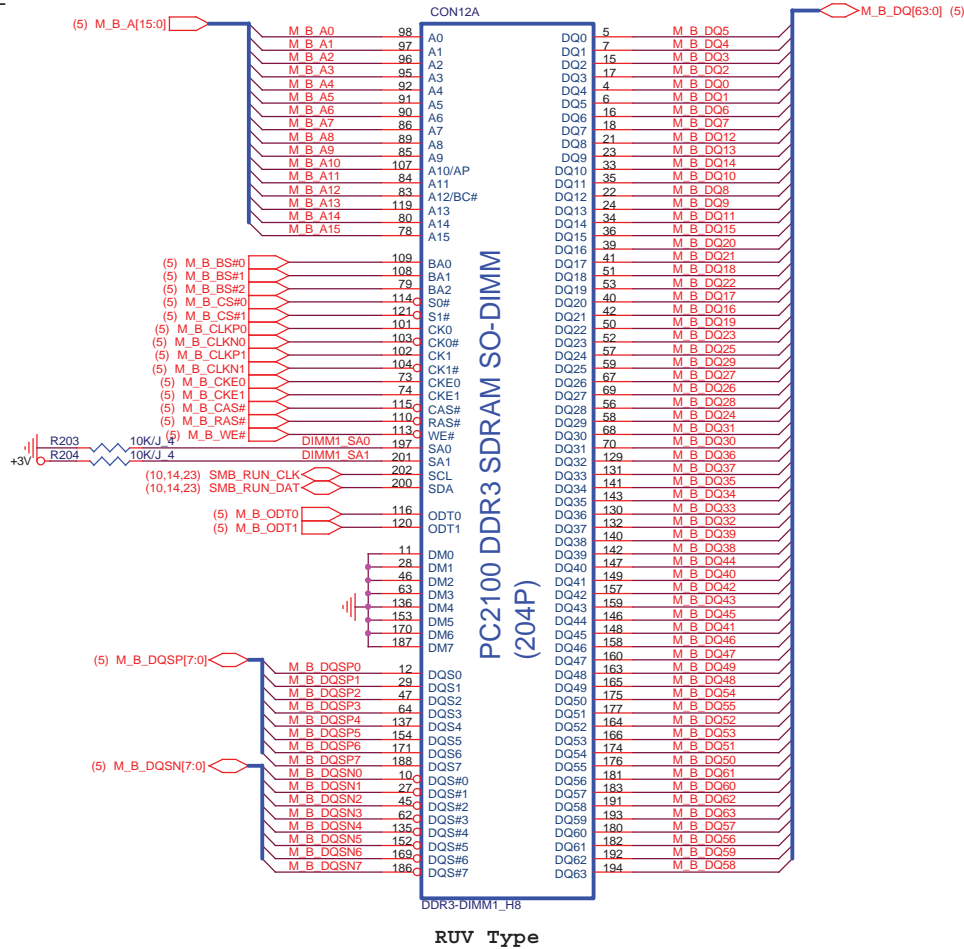 CON12A
(5) M_B_A[15:0]
M_B_A0 98 A0
M_B_A1 97 A1
M_B_A2 96 A2
M_B_A3 95 A3
M_B_A4 92 A4
M_B_A5 91 A5
M_B_A6 90 A6
M_B_A7 86 A7
M_B_A8 89 A8
M_B_A9 85 A9
M_B_A10 107 A10/AP
M_B_A11 84 A11
M_B_A12 83 A12/BC#
M_B_A13 119 A13
M_B_A14 80 A14
M_B_A15 78 A15
(5) M_B_BS#0 109 BA0
(5) M_B_BS#1 108 BA1
(5) M_B_BS#2 79 BA2
(5) M_B_CS#0 114 S0#
(5) M_B_CS#1 121 S1#
(5) M_B_CLKP0 101 CK0
(5) M_B_CLKN0 103 CK0#
(5) M_B_CLKP1 102 CK1
(5) M_B_CLKN1 104 CK1#
(5) M_B_CKE0 73 CKE0
(5) M_B_CKE1 74 CKE1
(5) M_B_CAS# 115 CAS#
(5) M_B_RAS# 110 RAS#
(5) M_B_WE# 113 WE#
R203 10K/J_4 DIMM1_SA0 197 SA0
+3V R204 10K/J_4 DIMM1_SA1 201 SA1
(10,14,23) SMB_RUN_CLK 202 SCL
(10,14,23) SMB_RUN_DAT 200 SDA
(5) M_B_ODT0 116 ODT0
(5) M_B_ODT1 120 ODT1
11 DM0
28 DM1
46 DM2
63 DM3
136 DM4
153 DM5
170 DM6
187 DM7
(5) M_B_DQSP[7:0]
M_B_DQSP0 12 DQS0
M_B_DQSP1 29 DQS1
M_B_DQSP2 47 DQS2
M_B_DQSP3 64 DQS3
M_B_DQSP4 137 DQS4
M_B_DQSP5 154 DQS5
M_B_DQSP6 171 DQS6
M_B_DQSP7 188 DQS7
(5) M_B_DQSN[7:0]
M_B_DQSN0 10 DQS#0
M_B_DQSN1 27 DQS#1
M_B_DQSN2 45 DQS#2
M_B_DQSN3 62 DQS#3
M_B_DQSN4 135 DQS#4
M_B_DQSN5 152 DQS#5
M_B_DQSN6 169 DQS#6
M_B_DQSN7 186 DQS#7
PC2100 DDR3 SDRAM SO-DIMM
(204P)
M_B_DQ[63:0] (5)
DQ0 5 M_B_DQ5
DQ1 7 M_B_DQ4
DQ2 15 M_B_DQ3
DQ3 17 M_B_DQ2
DQ4 4 M_B_DQ0
DQ5 6 M_B_DQ1
DQ6 16 M_B_DQ6
DQ7 18 M_B_DQ7
DQ8 21 M_B_DQ12
DQ9 23 M_B_DQ13
DQ10 33 M_B_DQ14
DQ11 35 M_B_DQ10
DQ12 22 M_B_DQ8
DQ13 24 M_B_DQ9
DQ14 34 M_B_DQ11
DQ15 36 M_B_DQ15
DQ16 39 M_B_DQ20
DQ17 41 M_B_DQ21
DQ18 51 M_B_DQ18
DQ19 53 M_B_DQ22
DQ20 40 M_B_DQ17
DQ21 42 M_B_DQ16
DQ22 50 M_B_DQ19
DQ23 52 M_B_DQ23
DQ24 57 M_B_DQ25
DQ25 59 M_B_DQ29
DQ26 67 M_B_DQ27
DQ27 69 M_B_DQ26
DQ28 56 M_B_DQ28
DQ29 58 M_B_DQ24
DQ30 68 M_B_DQ31
DQ31 70 M_B_DQ30
DQ32 129 M_B_DQ36
DQ33 131 M_B_DQ37
DQ34 141 M_B_DQ35
DQ35 143 M_B_DQ34
DQ36 130 M_B_DQ33
DQ37 132 M_B_DQ32
DQ38 140 M_B_DQ39
DQ39 142 M_B_DQ38
DQ40 147 M_B_DQ44
DQ41 149 M_B_DQ40
DQ42 157 M_B_DQ42
DQ43 159 M_B_DQ43
DQ44 146 M_B_DQ45
DQ45 148 M_B_DQ41
DQ46 158 M_B_DQ46
DQ47 160 M_B_DQ47
DQ48 163 M_B_DQ49
DQ49 165 M_B_DQ48
DQ50 175 M_B_DQ54
DQ51 177 M_B_DQ55
DQ52 164 M_B_DQ52
DQ53 166 M_B_DQ53
DQ54 174 M_B_DQ51
DQ55 176 M_B_DQ50
DQ56 181 M_B_DQ61
DQ57 183 M_B_DQ60
DQ58 191 M_B_DQ62
DQ59 193 M_B_DQ63
DQ60 180 M_B_DQ57
DQ61 182 M_B_DQ56
DQ62 192 M_B_DQ59
DQ63 194 M_B_DQ58
DDR3-DIMM1_H8
RUV Type